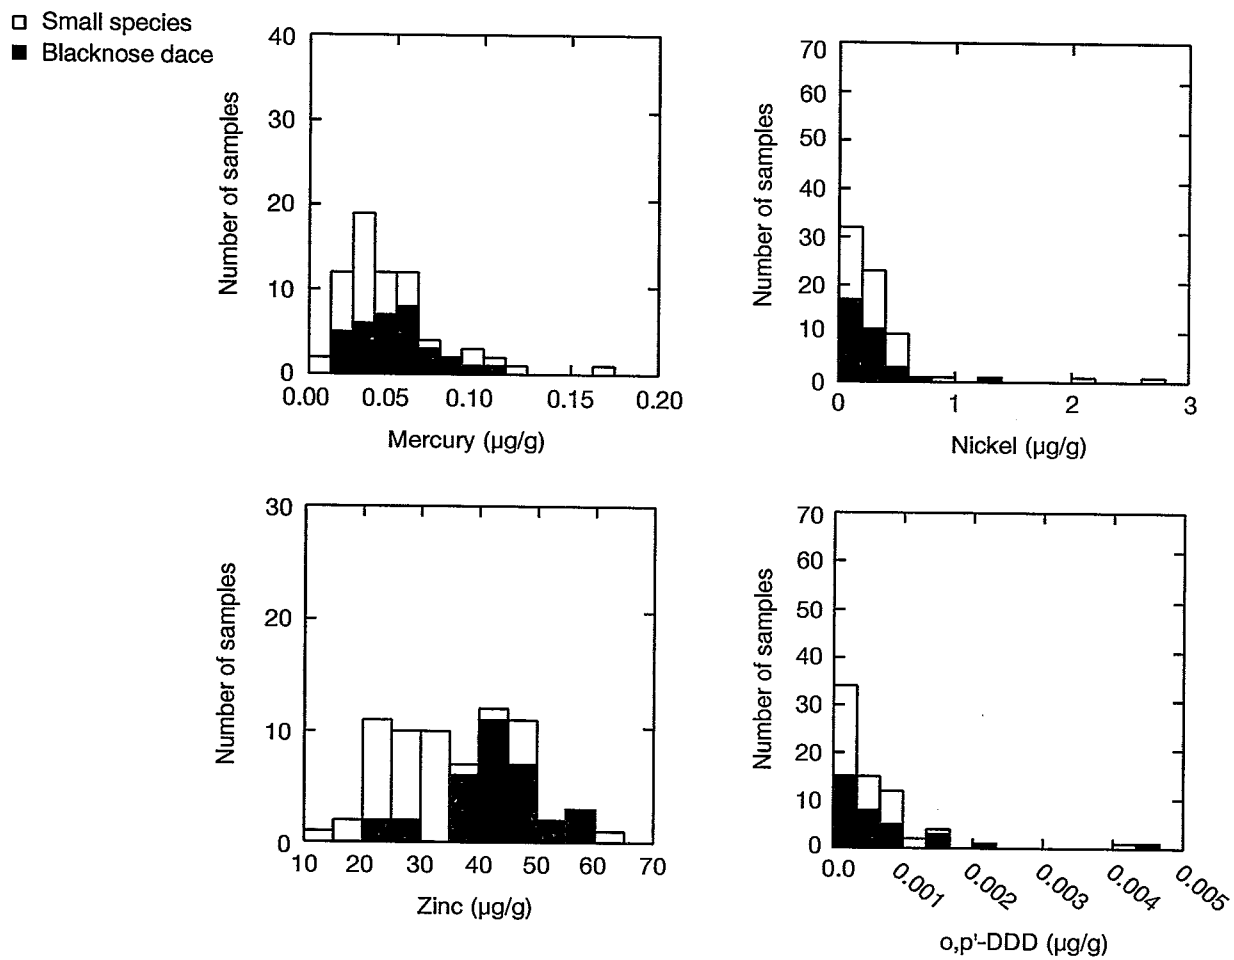 Small species
Blacknose dace
40
30
20
10
0
Number of samples
0.00 0.05 0.10 0.15 0.20
Mercury (µg/g)
70
60
50
40
30
20
10
0
Number of samples
0 1 2 3
Nickel (µg/g)
30
20
10
0
Number of samples
10 20 30 40 50 60 70
Zinc (µg/g)
70
60
50
40
30
20
10
0
Number of samples
0.0 0.001 0.002 0.003 0.004 0.005
o,p'-DDD (µg/g)